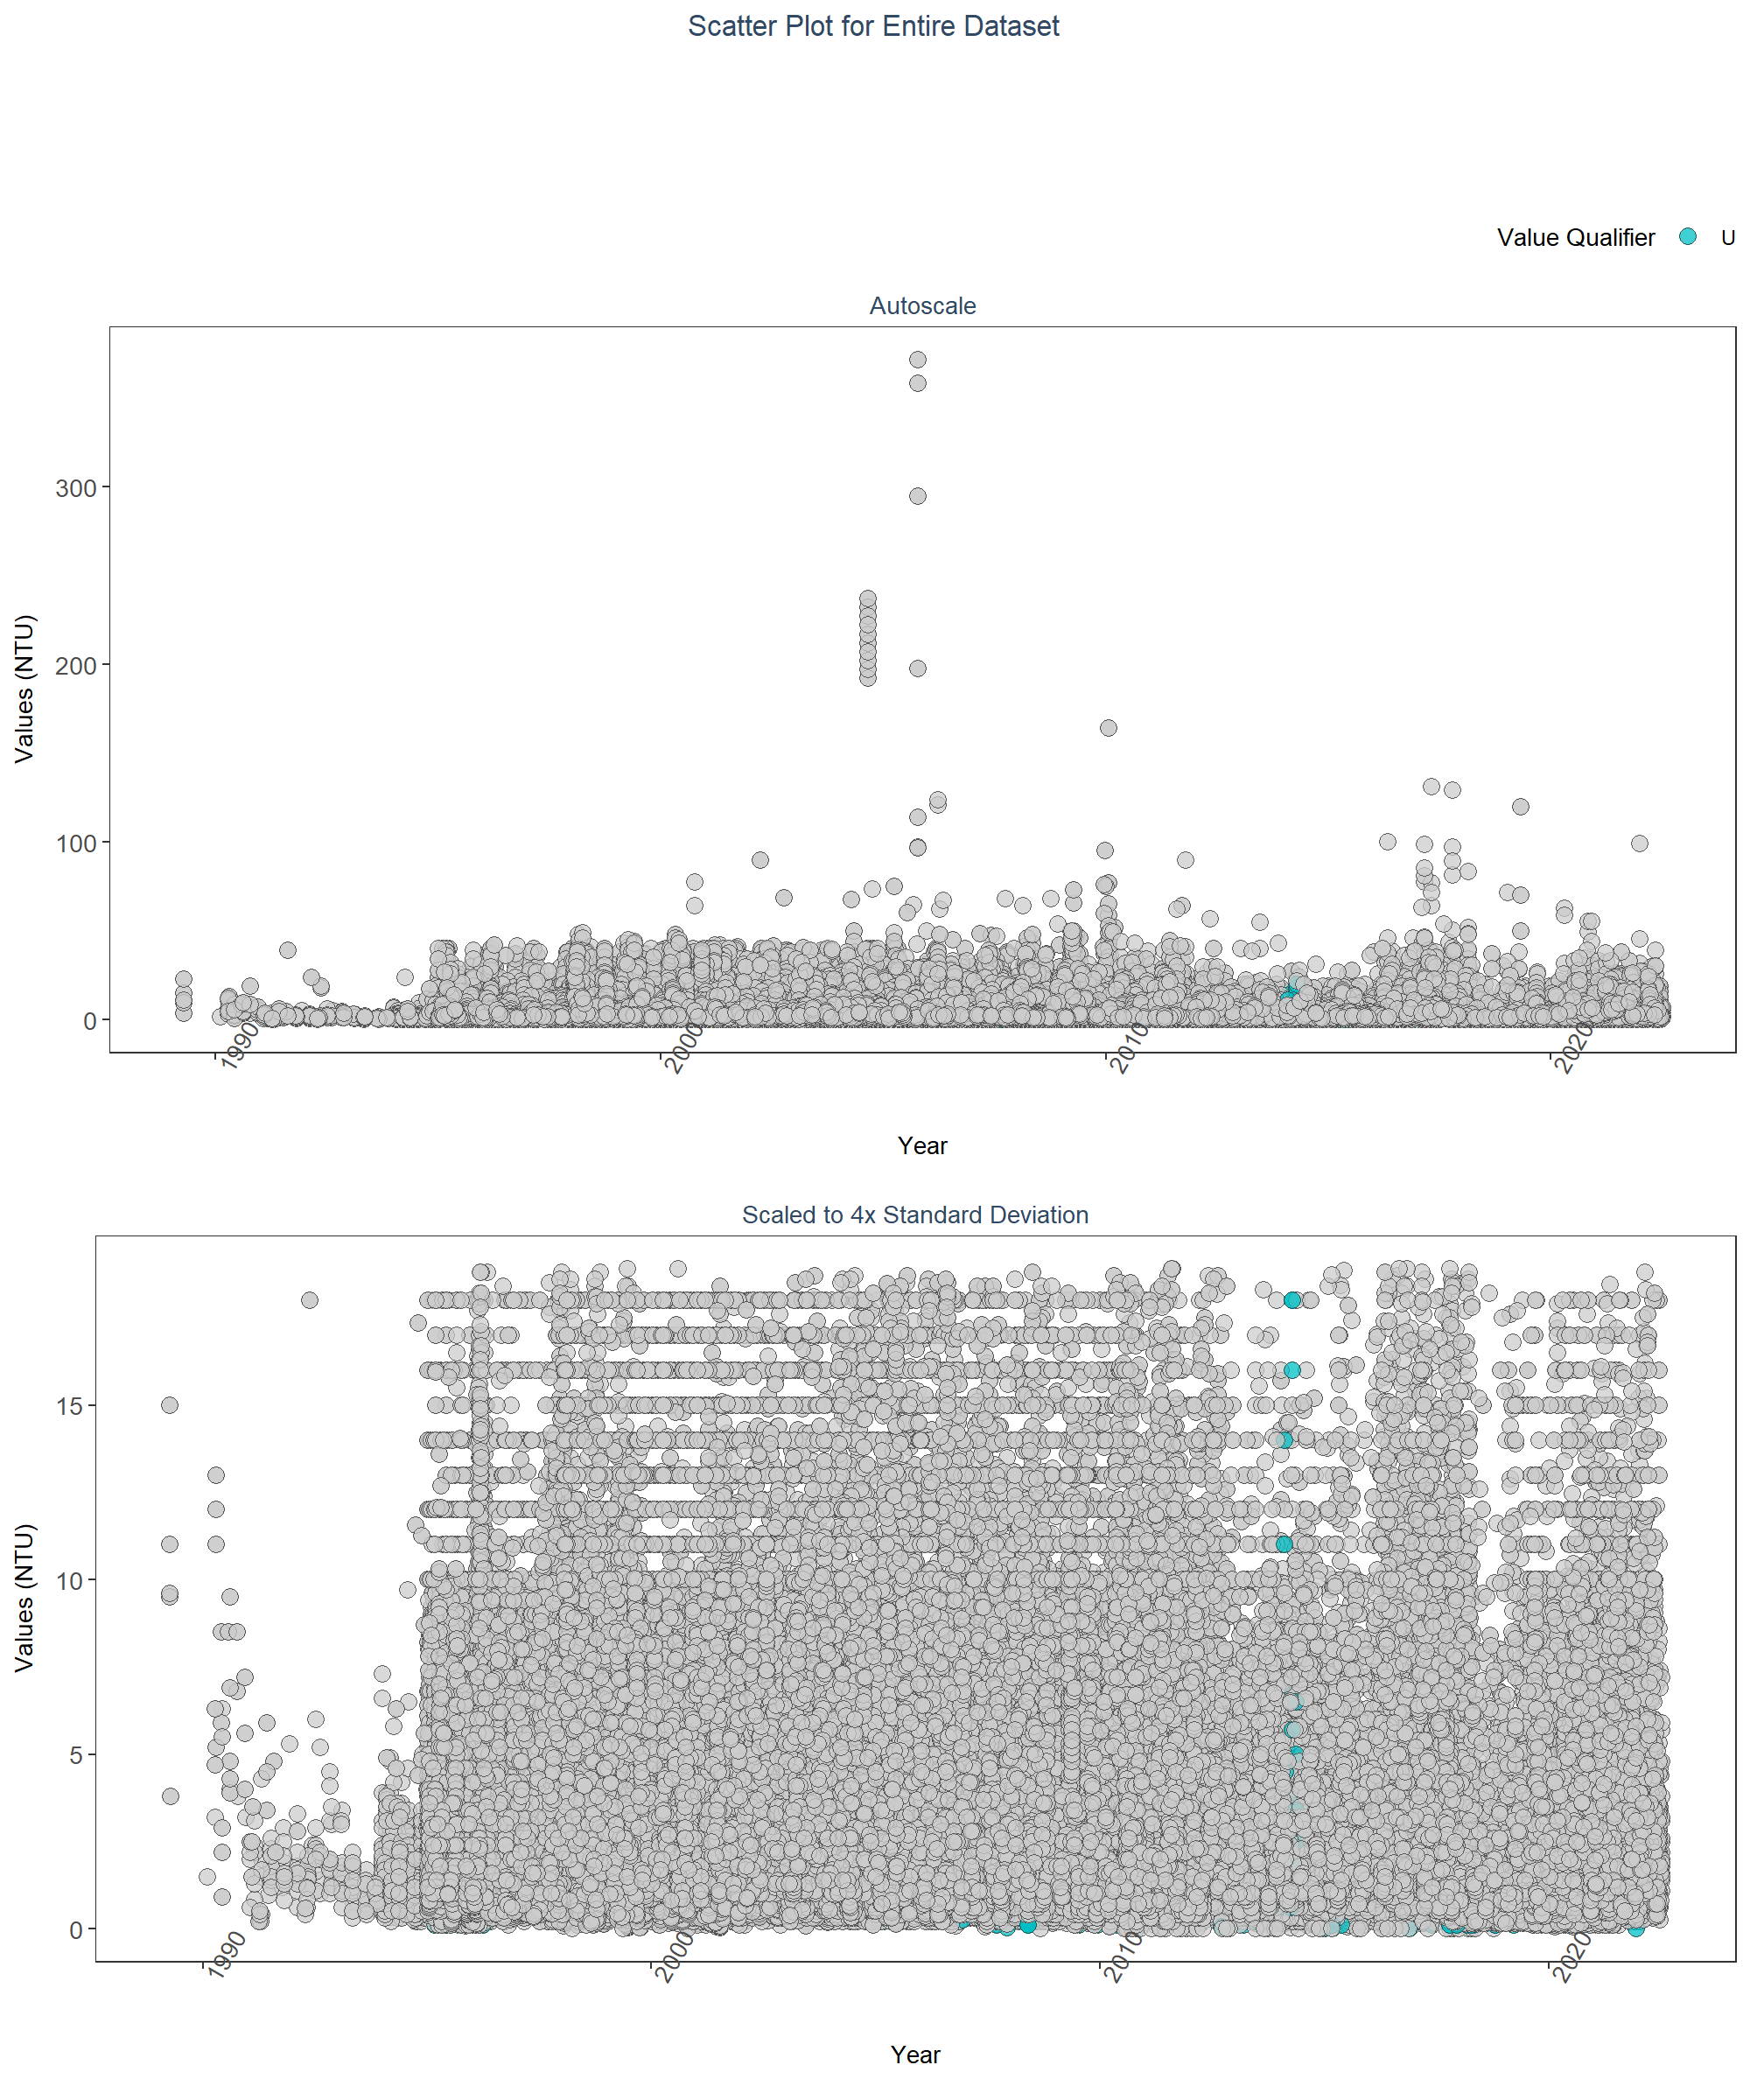 Scatter Plot for Entire Dataset
Value Qualifier U
Autoscale
Values (NTU)
300
200
100
0
1990 2000 2010 2020
Year
Scaled to 4x Standard Deviation
Values (NTU)
15
10
5
0
1990 2000 2010 2020
Year